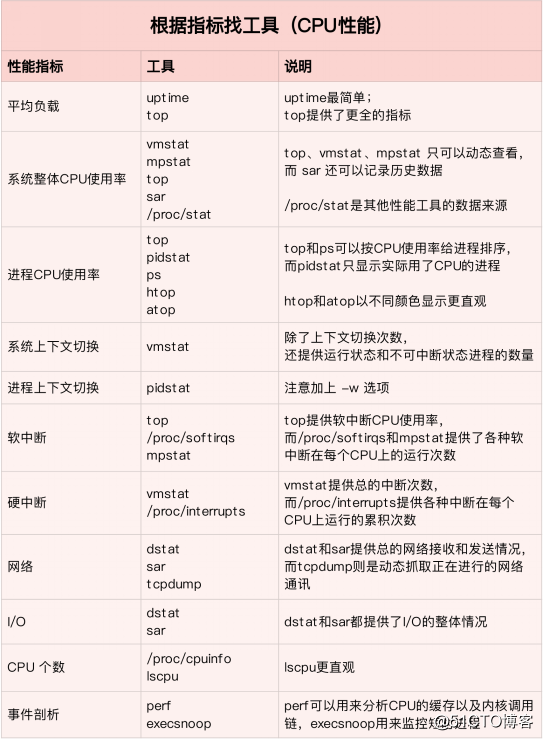 根据指标找工具（CPU性能）
性能指标 工具 说明
平均负载
uptime
top
uptime最简单；
top提供了更全的指标
系统整体CPU使用率
vmstat
mpstat
top
sar
/proc/stat
top、vmstat、mpstat 只可以动态查看，
而 sar 还可以记录历史数据
/proc/stat是其他性能工具的数据来源
进程CPU使用率
top
pidstat
ps
htop
atop
top和ps可以按CPU使用率给进程排序，
而pidstat只显示实际用了CPU的进程
htop和atop以不同颜色显示更直观
系统上下文切换
vmstat
除了上下文切换次数，
还提供运行状态和不可中断状态进程的数量
进程上下文切换
pidstat
注意加上 -w 选项
软中断
top
/proc/softirqs
mpstat
top提供软中断CPU使用率，
而/proc/softirqs和mpstat提供了各种软
中断在每个CPU上的运行次数
硬中断
vmstat
/proc/interrupts
vmstat提供总的中断次数，
而/proc/interrupts提供各种中断在每个
CPU上运行的累积次数
网络
dstat
sar
tcpdump
dstat和sar提供总的网络接收和发送情况，
而tcpdump则是动态抓取正在进行的网络
通讯
I/O
dstat
sar
dstat和sar都提供了I/O的整体情况
CPU 个数
/proc/cpuinfo
lscpu
lscpu更直观
事件剖析
perf
execsnoop
perf可以用来分析CPU的缓存以及内核调用
链，execsnoop用来监控
@51CTO博客